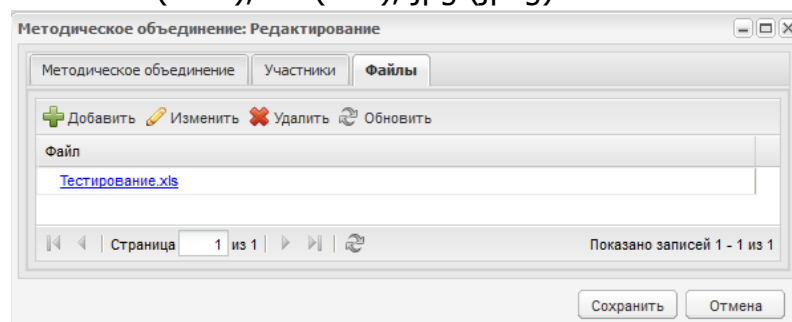 Методическое объединение: Редактирование
Методическое объединение Участники Файлы
Добавить Изменить Удалить Обновить
Файл
Тестирование.xls
Страница 1 из 1 Показано записей 1 - 1 из 1
Сохранить Отмена